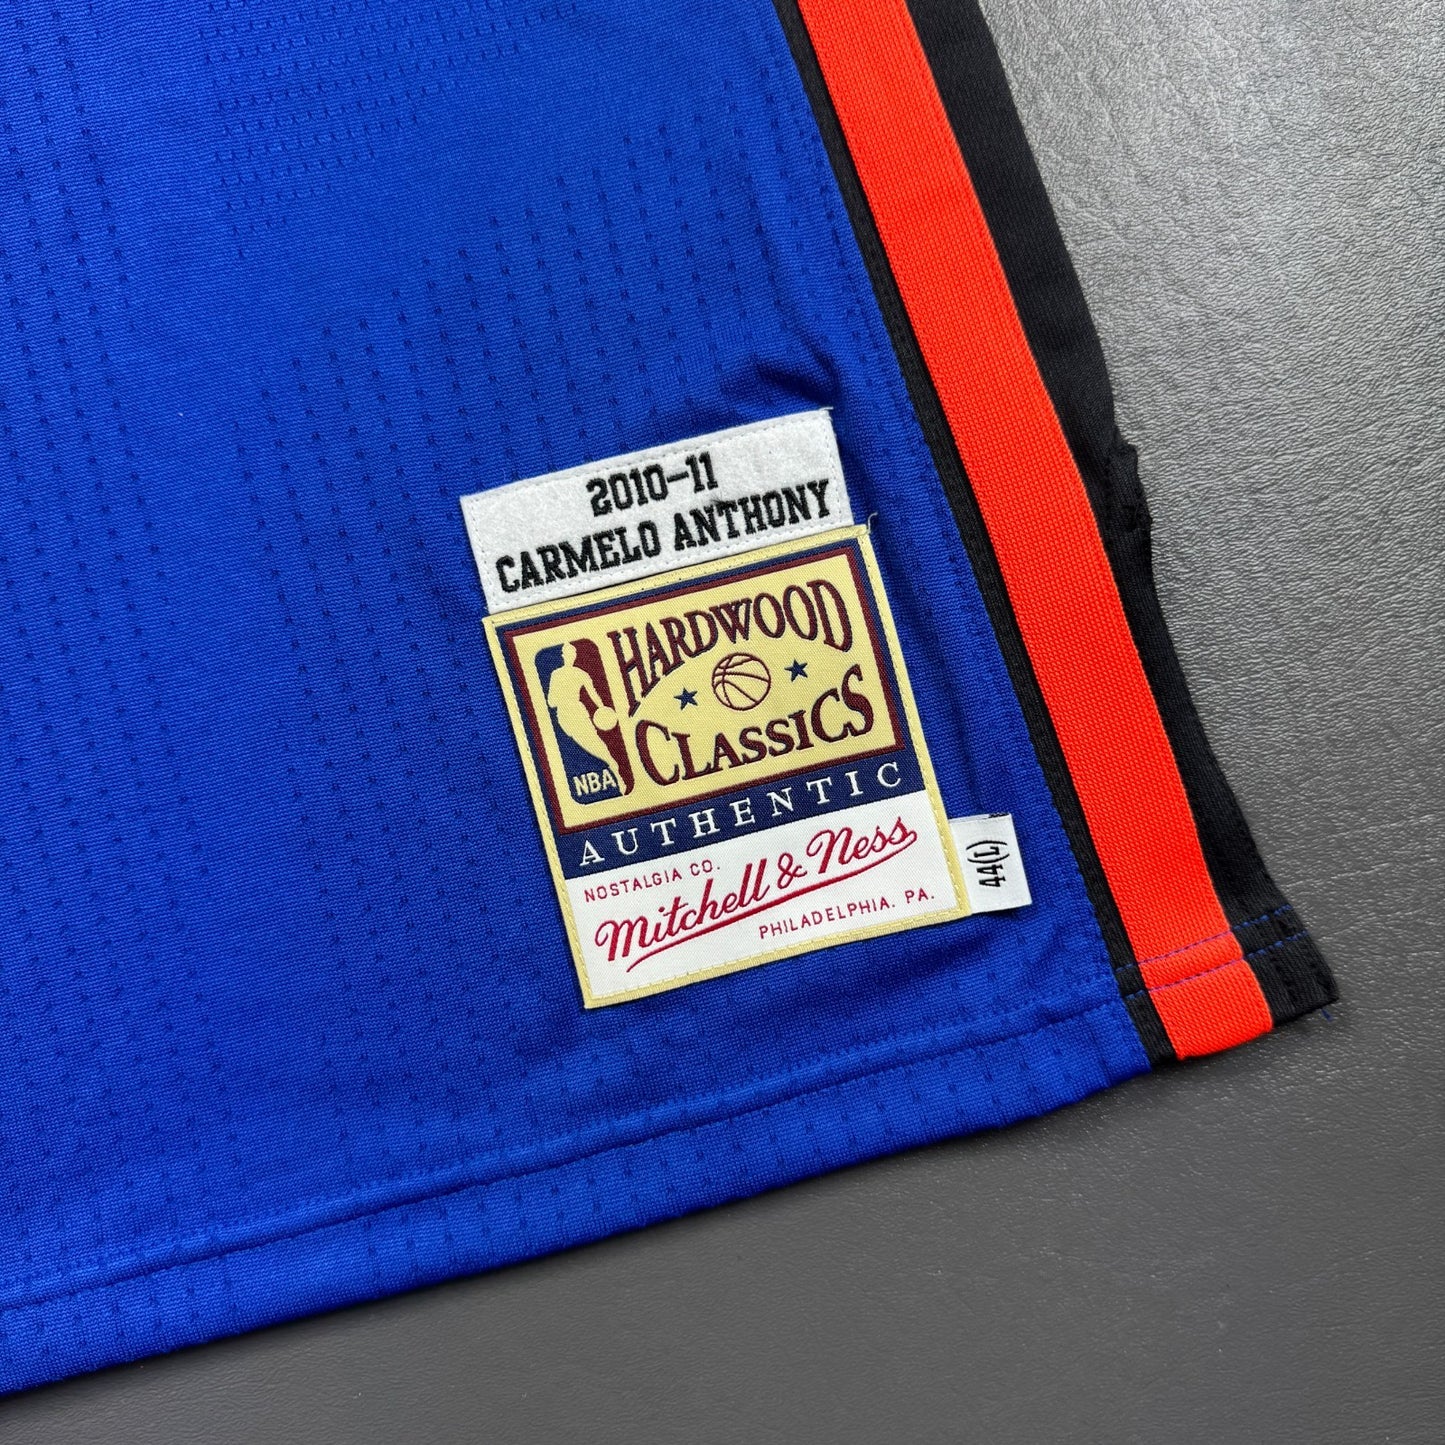 2010-11
CARMELO ANTHONY
HARDWOOD
CLASSICS
NBA
AUTHENTIC
NOSTALGIA CO.
Mitchell & Ness
PHILADELPHIA, PA.
44(L)